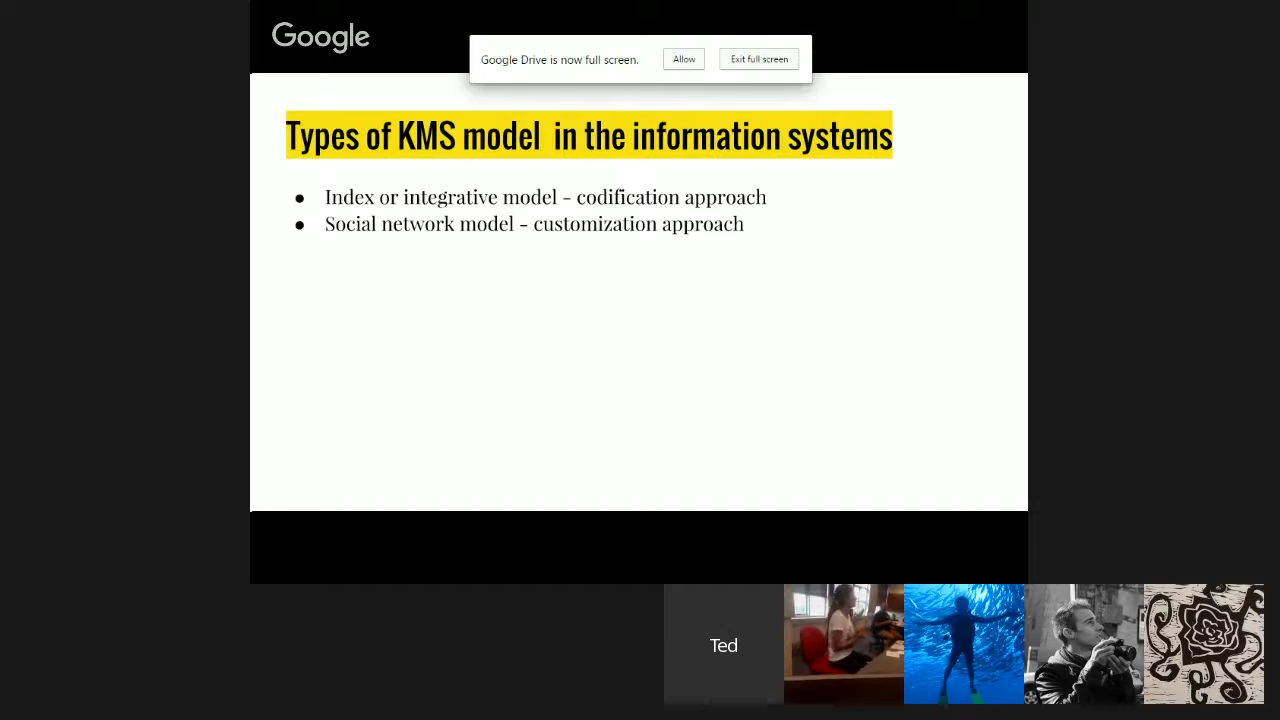 Google
Google Drive is now full screen.
Allow
Exit full screen
Types of KMS model in the information systems
● Index or integrative model - codification approach
● Social network model - customization approach
Ted